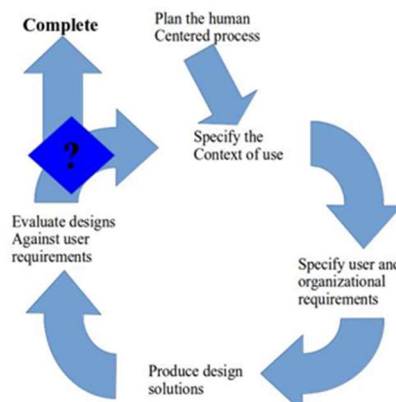 Complete
Plan the human
Centered process
Specify the
Context of use
?
Evaluate designs
Against user
requirements
Specify user and
organizational
requirements
Produce design
solutions